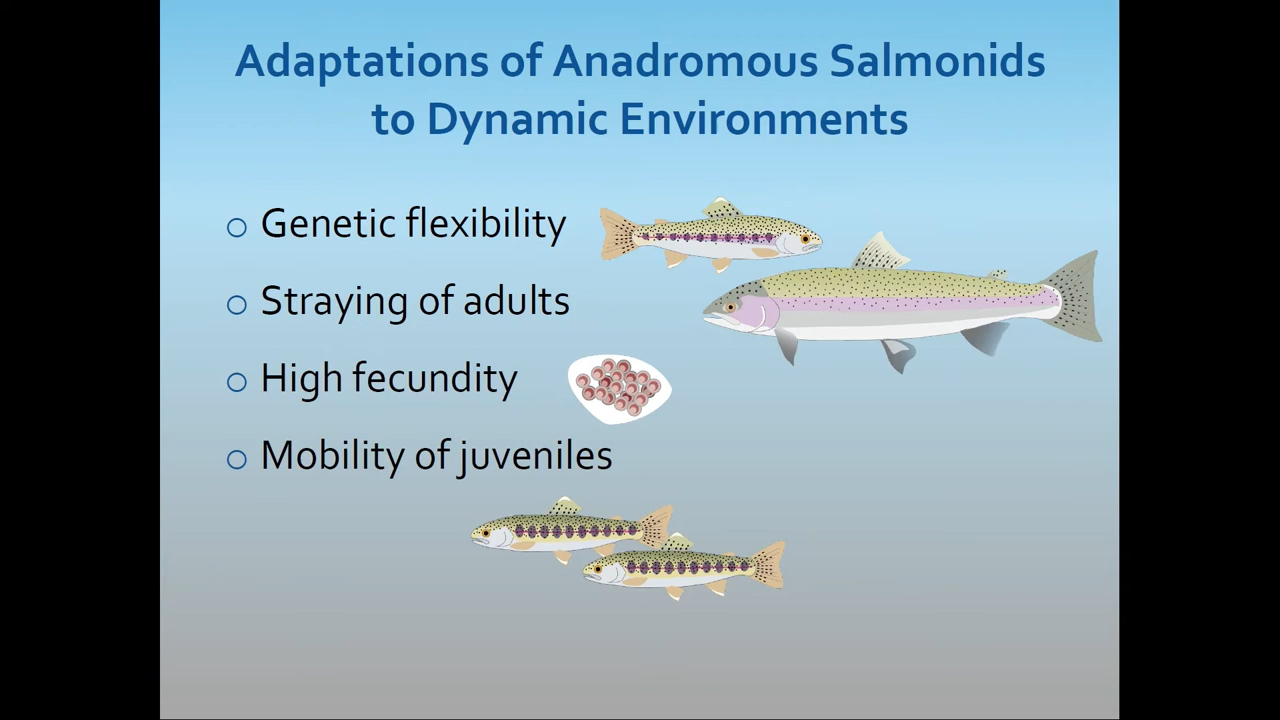 Adaptations of Anadromous Salmonids
to Dynamic Environments
Genetic flexibility
Straying of adults
High fecundity
Mobility of juveniles